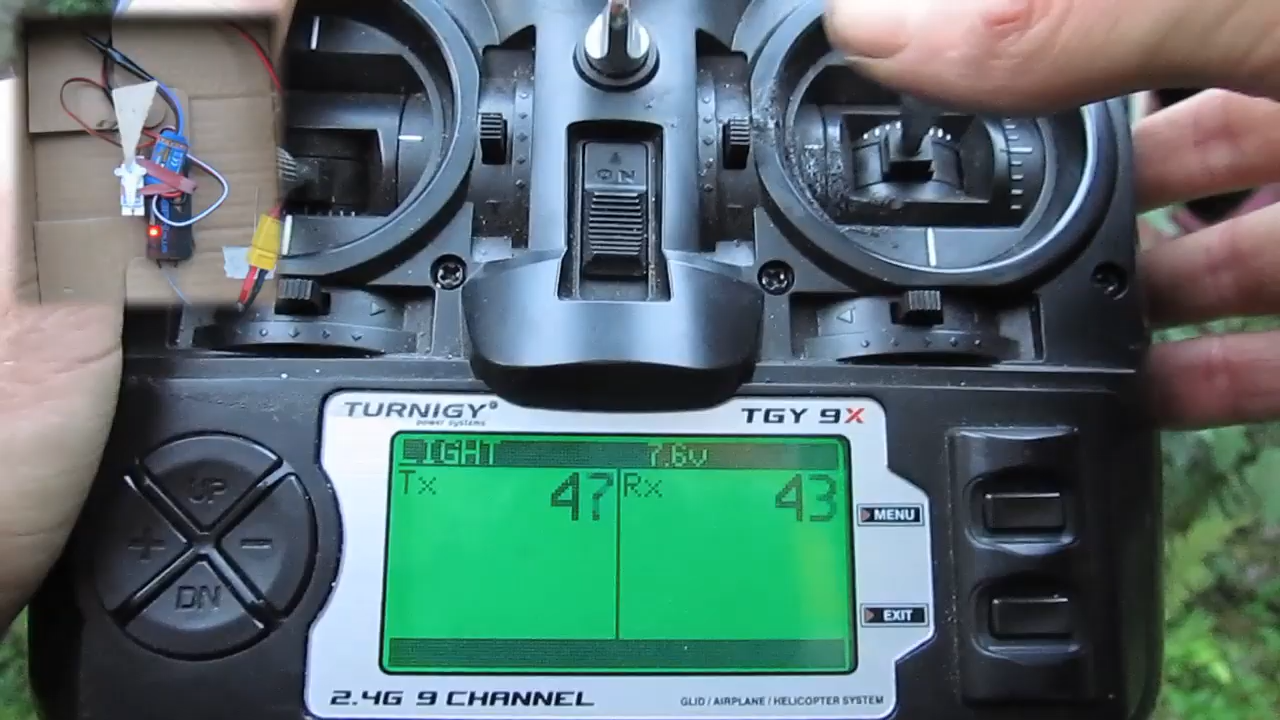 ON
TURNIGY
power systems
TGY 9X
LIGHT 7.6v
Tx 47 Rx 43
MENU
UP
+ -
DN
EXIT
2.4G 9 CHANNEL
GLID / AIRPLANE / HELICOPTER SYSTEM